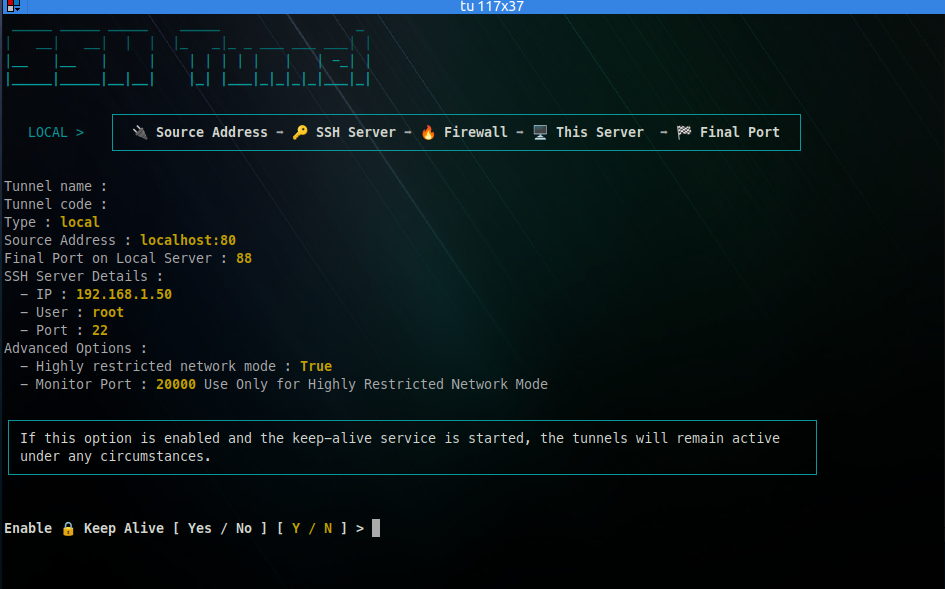 tu 117x37
SSH Tunnel
LOCAL > 🔌 Source Address → 🔑 SSH Server → 🔥 Firewall → 🖥️ This Server → 🏁 Final Port
Tunnel name :
Tunnel code :
Type : local
Source Address : localhost:80
Final Port on Local Server : 88
SSH Server Details :
– IP : 192.168.1.50
– User : root
– Port : 22
Advanced Options :
– Highly restricted network mode : True
– Monitor Port : 20000 Use Only for Highly Restricted Network Mode
If this option is enabled and the keep–alive service is started, the tunnels will remain active
under any circumstances.
Enable 🔒 Keep Alive [ Yes / No ] [ Y / N ] >